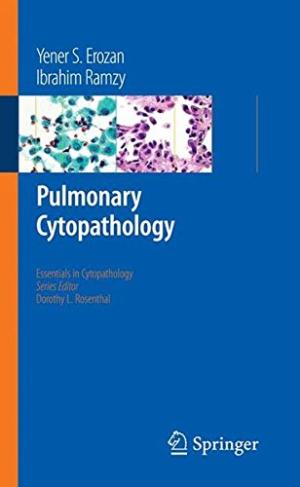 Yener S. Erozan
Ibrahim Ramzy
Pulmonary
Cytopathology
Essentials in Cytopathology
Series Editor
Dorothy L. Rosenthal
Springer